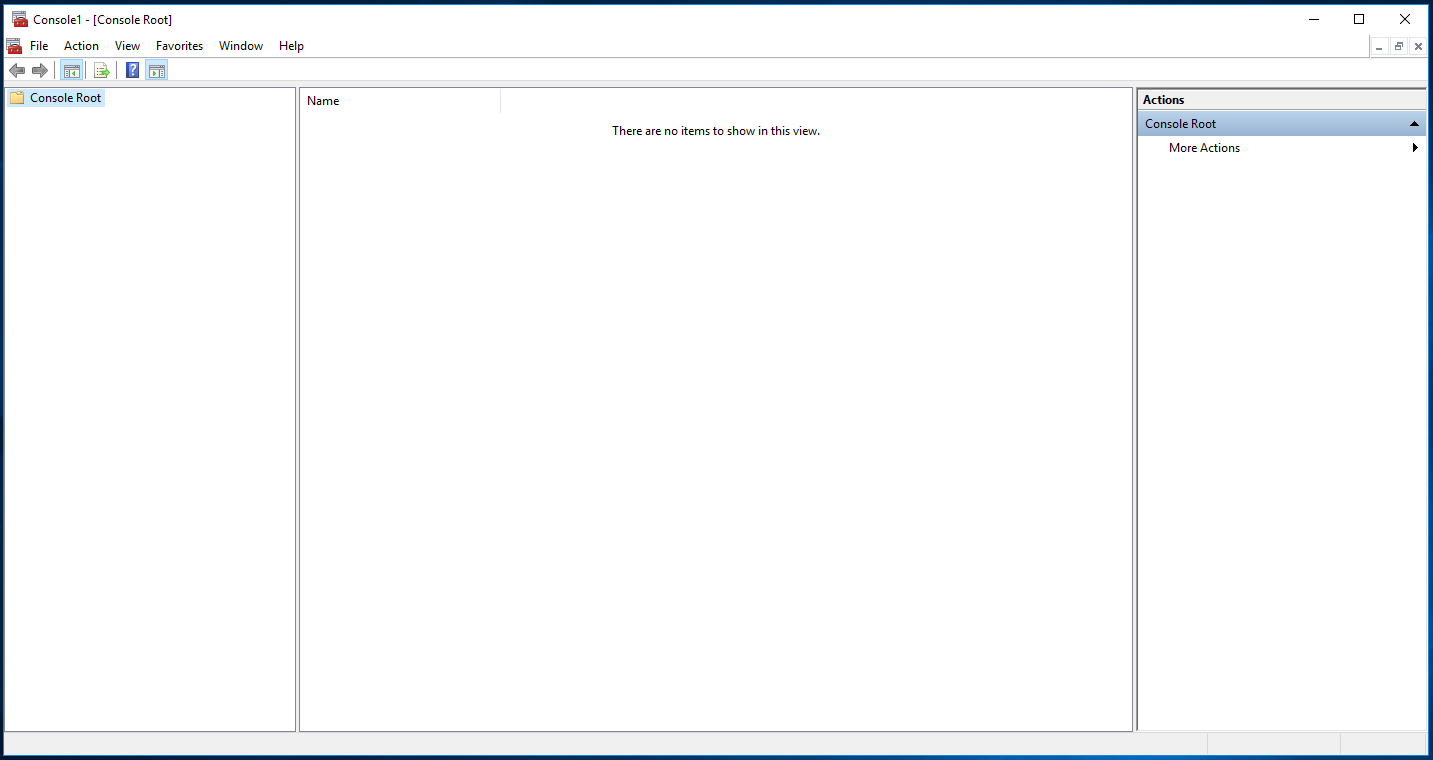 Console1 - [Console Root]
File Action View Favorites Window Help
Console Root
Name
There are no items to show in this view.
Actions
Console Root
More Actions